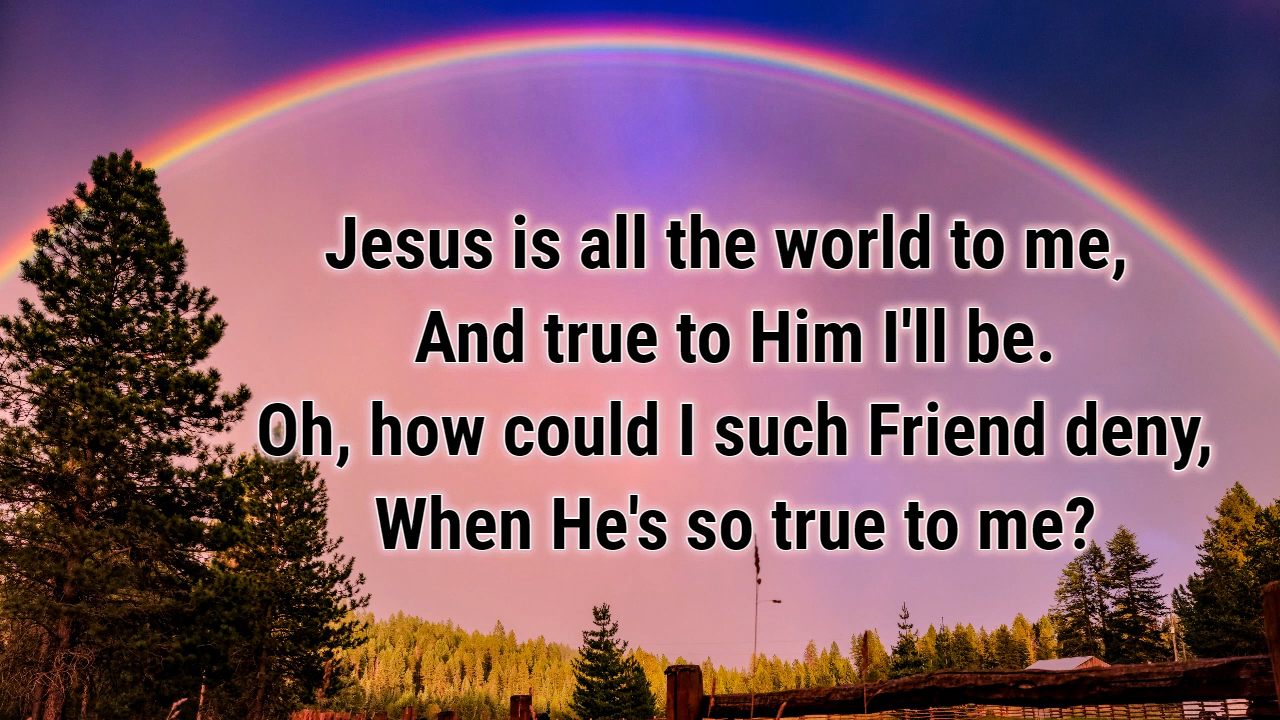 Jesus is all the world to me,
And true to Him I'll be.
Oh, how could I such Friend deny,
When He's so true to me?